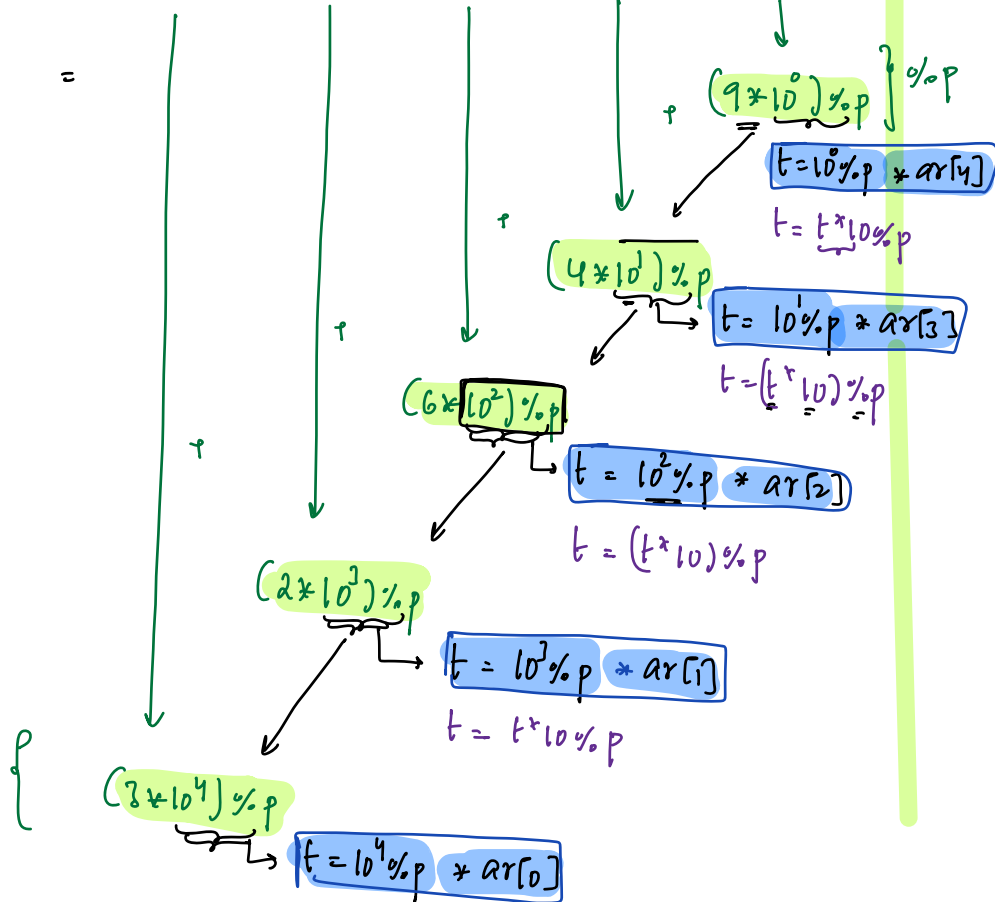 =
(9*10⁰)%p } %p
+
t=10⁰%p * ar[4]
t= t*10%p
+
(4*10¹)%p
t= 10¹%p * ar[3]
+
t=(t*10)%p
(6*10²)%p
+
t = 10²%p * ar[2]
t = (t*10)%p
(2*10³)%p
t = 10³%p * ar[1]
t = t*10%p
{
(3*10⁴)%p
t=10⁴%p * ar[0]